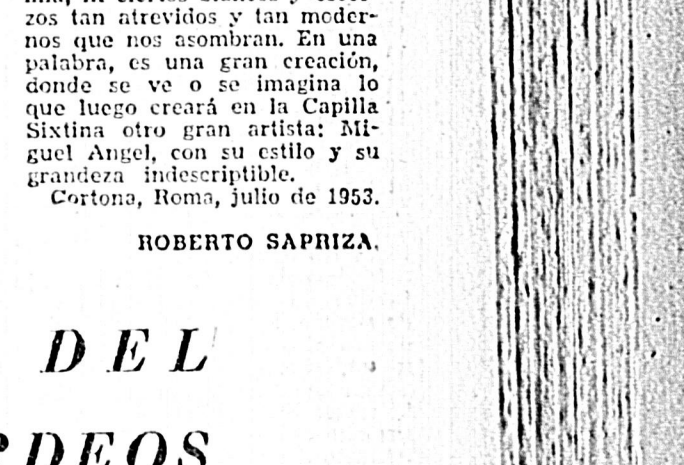 zos tan atrevidos y tan moder-
nos que nos asombran. En una
palabra, es una gran creación,
donde se ve o se imagina lo
que luego creará en la Capilla
Sixtina otro gran artista: Mi-
guel Angel, con su estilo y su
grandeza indescriptible.
Cortona, Roma, julio de 1953.
ROBERTO SAPRIZA.
DEL
DEOS